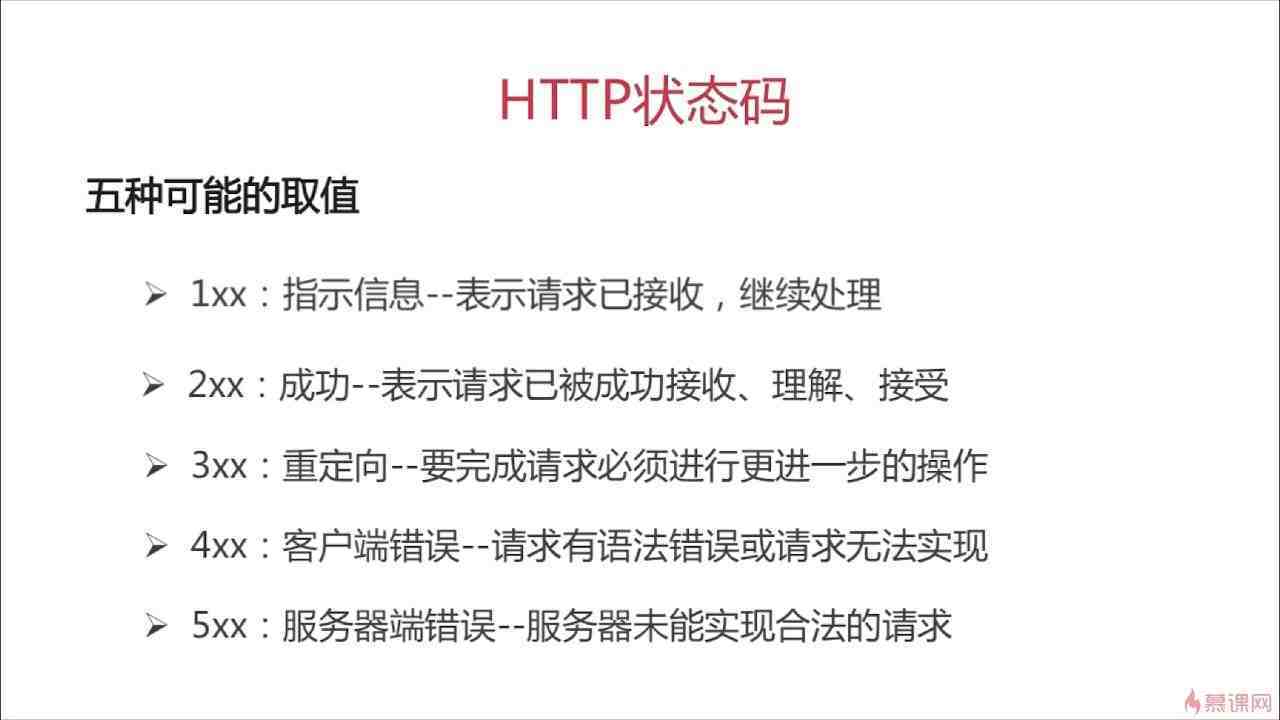 HTTP状态码
五种可能的取值
➢ 1xx：指示信息--表示请求已接收，继续处理
➢ 2xx：成功--表示请求已被成功接收、理解、接受
➢ 3xx：重定向--要完成请求必须进行更进一步的操作
➢ 4xx：客户端错误--请求有语法错误或请求无法实现
➢ 5xx：服务器端错误--服务器未能实现合法的请求
慕课网